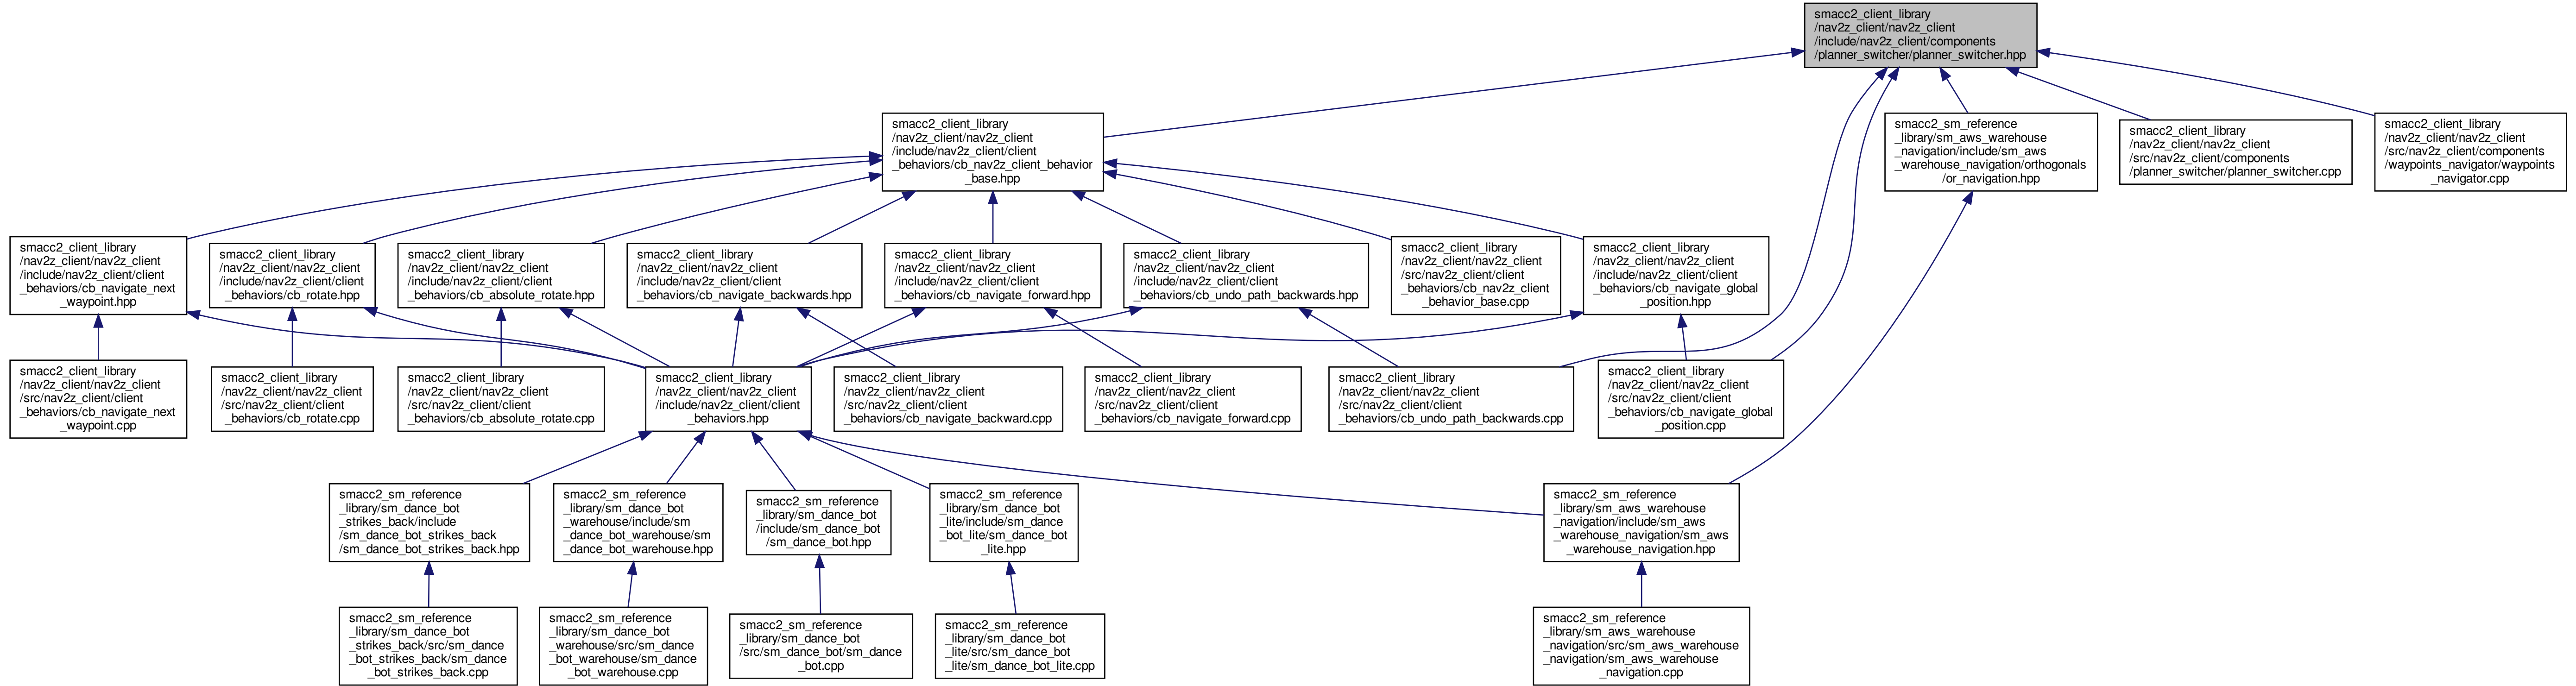 smacc2_client_library
/nav2z_client/nav2z_client
/include/nav2z_client/components
/planner_switcher/planner_switcher.hpp
smacc2_client_library
/nav2z_client/nav2z_client
/include/nav2z_client/client
_behaviors/cb_nav2z_client_behavior
_base.hpp
smacc2_sm_reference
_library/sm_aws_warehouse
_navigation/include/sm_aws
_warehouse_navigation/orthogonals
/or_navigation.hpp
smacc2_client_library
/nav2z_client/nav2z_client
/src/nav2z_client/components
/planner_switcher/planner_switcher.cpp
smacc2_client_library
/nav2z_client/nav2z_client
/src/nav2z_client/components
/waypoints_navigator/waypoints
_navigator.cpp
smacc2_client_library
/nav2z_client/nav2z_client
/include/nav2z_client/client
_behaviors/cb_navigate_next
_waypoint.hpp
smacc2_client_library
/nav2z_client/nav2z_client
/include/nav2z_client/client
_behaviors/cb_rotate.hpp
smacc2_client_library
/nav2z_client/nav2z_client
/include/nav2z_client/client
_behaviors/cb_absolute_rotate.hpp
smacc2_client_library
/nav2z_client/nav2z_client
/include/nav2z_client/client
_behaviors/cb_navigate_backwards.hpp
smacc2_client_library
/nav2z_client/nav2z_client
/include/nav2z_client/client
_behaviors/cb_navigate_forward.hpp
smacc2_client_library
/nav2z_client/nav2z_client
/include/nav2z_client/client
_behaviors/cb_undo_path_backwards.hpp
smacc2_client_library
/nav2z_client/nav2z_client
/src/nav2z_client/client
_behaviors/cb_nav2z_client
_behavior_base.cpp
smacc2_client_library
/nav2z_client/nav2z_client
/include/nav2z_client/client
_behaviors/cb_navigate_global
_position.hpp
smacc2_client_library
/nav2z_client/nav2z_client
/src/nav2z_client/client
_behaviors/cb_navigate_next
_waypoint.cpp
smacc2_client_library
/nav2z_client/nav2z_client
/src/nav2z_client/client
_behaviors/cb_rotate.cpp
smacc2_client_library
/nav2z_client/nav2z_client
/src/nav2z_client/client
_behaviors/cb_absolute_rotate.cpp
smacc2_client_library
/nav2z_client/nav2z_client
/include/nav2z_client/client
_behaviors.hpp
smacc2_client_library
/nav2z_client/nav2z_client
/src/nav2z_client/client
_behaviors/cb_navigate_backward.cpp
smacc2_client_library
/nav2z_client/nav2z_client
/src/nav2z_client/client
_behaviors/cb_navigate_forward.cpp
smacc2_client_library
/nav2z_client/nav2z_client
/src/nav2z_client/client
_behaviors/cb_undo_path_backwards.cpp
smacc2_client_library
/nav2z_client/nav2z_client
/src/nav2z_client/client
_behaviors/cb_navigate_global
_position.cpp
smacc2_sm_reference
_library/sm_dance_bot
_strikes_back/include
/sm_dance_bot_strikes_back
/sm_dance_bot_strikes_back.hpp
smacc2_sm_reference
_library/sm_dance_bot
_warehouse/include/sm
_dance_bot_warehouse/sm
_dance_bot_warehouse.hpp
smacc2_sm_reference
_library/sm_dance_bot
/include/sm_dance_bot
/sm_dance_bot.hpp
smacc2_sm_reference
_library/sm_dance_bot
_lite/include/sm_dance
_bot_lite/sm_dance_bot
_lite.hpp
smacc2_sm_reference
_library/sm_aws_warehouse
_navigation/include/sm_aws
_warehouse_navigation/sm_aws
_warehouse_navigation.hpp
smacc2_sm_reference
_library/sm_dance_bot
_strikes_back/src/sm_dance
_bot_strikes_back/sm_dance
_bot_strikes_back.cpp
smacc2_sm_reference
_library/sm_dance_bot
_warehouse/src/sm_dance
_bot_warehouse/sm_dance
_bot_warehouse.cpp
smacc2_sm_reference
_library/sm_dance_bot
/src/sm_dance_bot/sm_dance
_bot.cpp
smacc2_sm_reference
_library/sm_dance_bot
_lite/src/sm_dance_bot
_lite/sm_dance_bot_lite.cpp
smacc2_sm_reference
_library/sm_aws_warehouse
_navigation/src/sm_aws_warehouse
_navigation/sm_aws_warehouse
_navigation.cpp